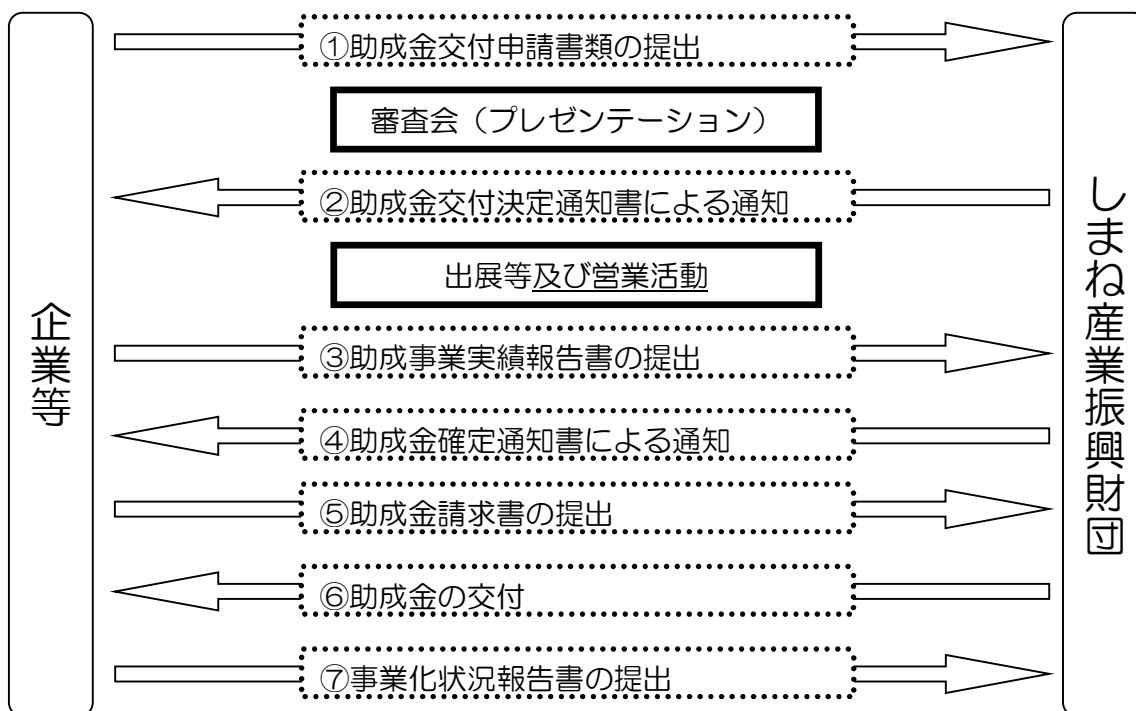 企業等
①助成金交付申請書類の提出
審査会（プレゼンテーション）
②助成金交付決定通知書による通知
出展等及び営業活動
③助成事業実績報告書の提出
④助成金確定通知書による通知
⑤助成金請求書の提出
⑥助成金の交付
⑦事業化状況報告書の提出
しまね産業振興財団